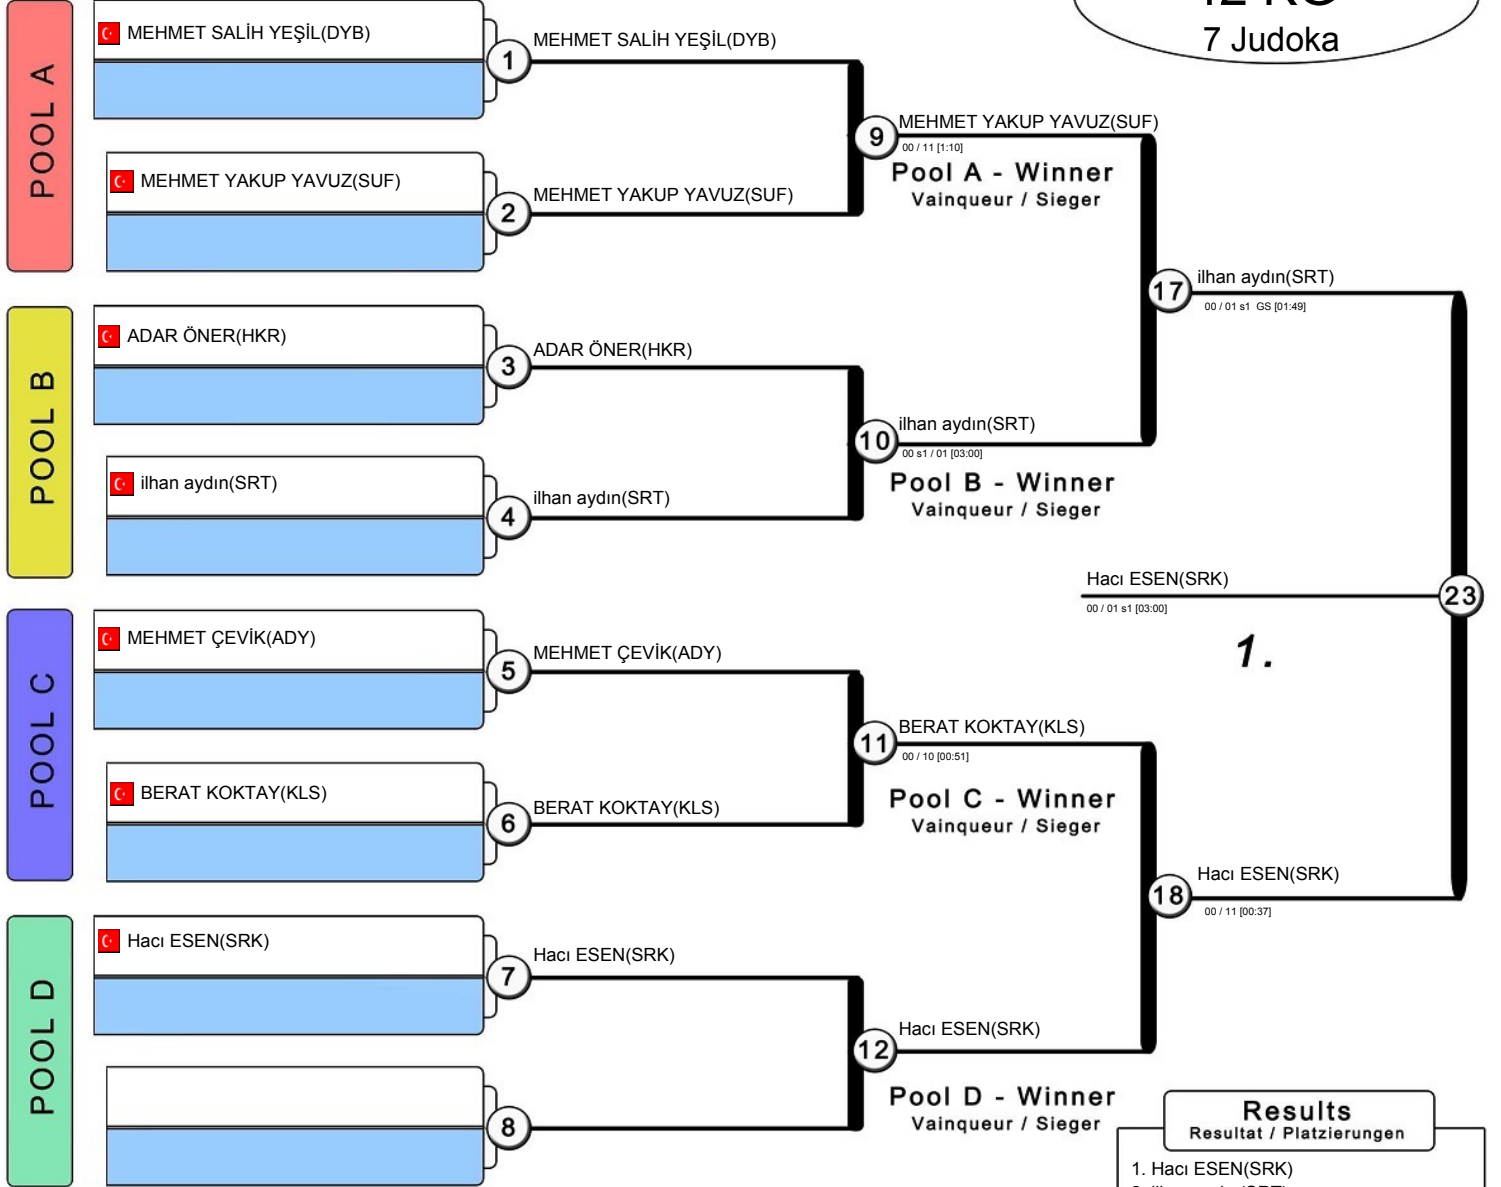 7 Judoka
POOL A
MEHMET SALİH YEŞİL(DYB)
1
MEHMET SALİH YEŞİL(DYB)
MEHMET YAKUP YAVUZ(SUF)
2
MEHMET YAKUP YAVUZ(SUF)
9
MEHMET YAKUP YAVUZ(SUF)
00 / 11 [1:10]
Pool A - Winner
Vainqueur / Sieger
POOL B
ADAR ÖNER(HKR)
3
ADAR ÖNER(HKR)
ilhan aydın(SRT)
4
ilhan aydın(SRT)
10
ilhan aydın(SRT)
00 s1 / 01 [03:00]
Pool B - Winner
Vainqueur / Sieger
17
ilhan aydın(SRT)
00 / 01 s1 GS [01:49]
POOL C
MEHMET ÇEVİK(ADY)
5
MEHMET ÇEVİK(ADY)
BERAT KOKTAY(KLS)
6
BERAT KOKTAY(KLS)
11
BERAT KOKTAY(KLS)
00 / 10 [00:51]
Pool C - Winner
Vainqueur / Sieger
POOL D
Hacı ESEN(SRK)
7
Hacı ESEN(SRK)
8
12
Hacı ESEN(SRK)
Pool D - Winner
Vainqueur / Sieger
18
Hacı ESEN(SRK)
00 / 11 [00:37]
Hacı ESEN(SRK)
23
00 / 01 s1 [03:00]
1.
Results
Resultat / Platzierungen
1. Hacı ESEN(SRK)